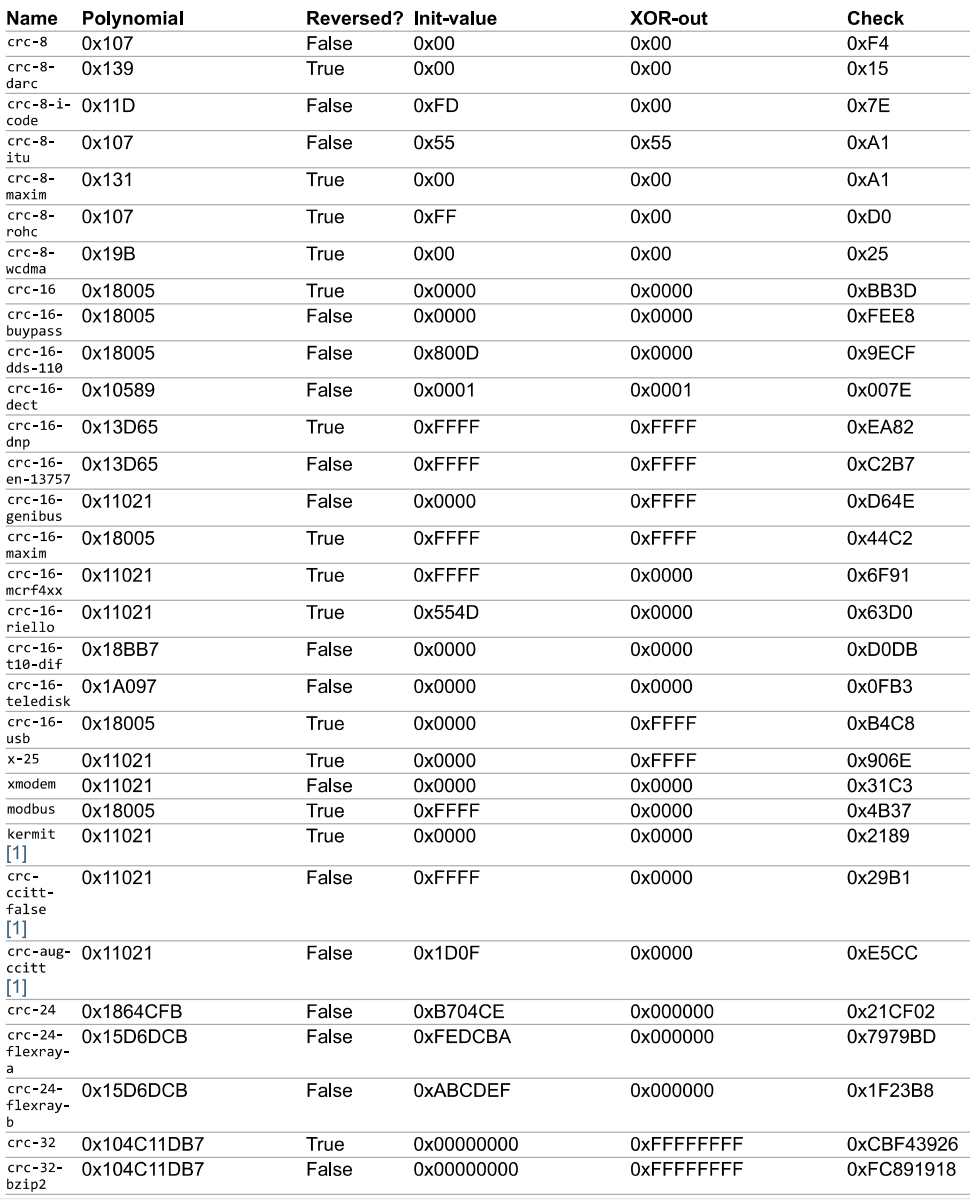 Name Polynomial Reversed? Init-value XOR-out Check
crc-8 0x107 False 0x00 0x00 0xF4
crc-8- 0x139 True 0x00 0x00 0x15
darc
crc-8-i- 0x11D False 0xFD 0x00 0x7E
code
crc-8- 0x107 False 0x55 0x55 0xA1
itu
crc-8- 0x131 True 0x00 0x00 0xA1
maxim
crc-8- 0x107 True 0xFF 0x00 0xD0
rohc
crc-8- 0x19B True 0x00 0x00 0x25
wcdma
crc-16 0x18005 True 0x0000 0x0000 0xBB3D
crc-16- 0x18005 False 0x0000 0x0000 0xFEE8
buypass
crc-16- 0x18005 False 0x800D 0x0000 0x9ECF
dds-110
crc-16- 0x10589 False 0x0001 0x0001 0x007E
dect
crc-16- 0x13D65 True 0xFFFF 0xFFFF 0xEA82
dnp
crc-16- 0x13D65 False 0xFFFF 0xFFFF 0xC2B7
en-13757
crc-16- 0x11021 False 0x0000 0xFFFF 0xD64E
genibus
crc-16- 0x18005 True 0xFFFF 0xFFFF 0x44C2
maxim
crc-16- 0x11021 True 0xFFFF 0x0000 0x6F91
mcrf4xx
crc-16- 0x11021 True 0x554D 0x0000 0x63D0
riello
crc-16- 0x18BB7 False 0x0000 0x0000 0xD0DB
t10-dif
crc-16- 0x1A097 False 0x0000 0x0000 0x0FB3
teledisk
crc-16- 0x18005 True 0x0000 0xFFFF 0xB4C8
usb
x-25 0x11021 True 0x0000 0xFFFF 0x906E
xmodem 0x11021 False 0x0000 0x0000 0x31C3
modbus 0x18005 True 0xFFFF 0x0000 0x4B37
kermit 0x11021 True 0x0000 0x0000 0x2189
[1]
crc- 0x11021 False 0xFFFF 0x0000 0x29B1
ccitt-
false
[1]
crc-aug- 0x11021 False 0x1D0F 0x0000 0xE5CC
ccitt
[1]
crc-24 0x1864CFB False 0xB704CE 0x000000 0x21CF02
crc-24- 0x15D6DCB False 0xFEDCBA 0x000000 0x7979BD
flexray-
a
crc-24- 0x15D6DCB False 0xABCDEF 0x000000 0x1F23B8
flexray-
b
crc-32 0x104C11DB7 True 0x00000000 0xFFFFFFFF 0xCBF43926
crc-32- 0x104C11DB7 False 0x00000000 0xFFFFFFFF 0xFC891918
bzip2